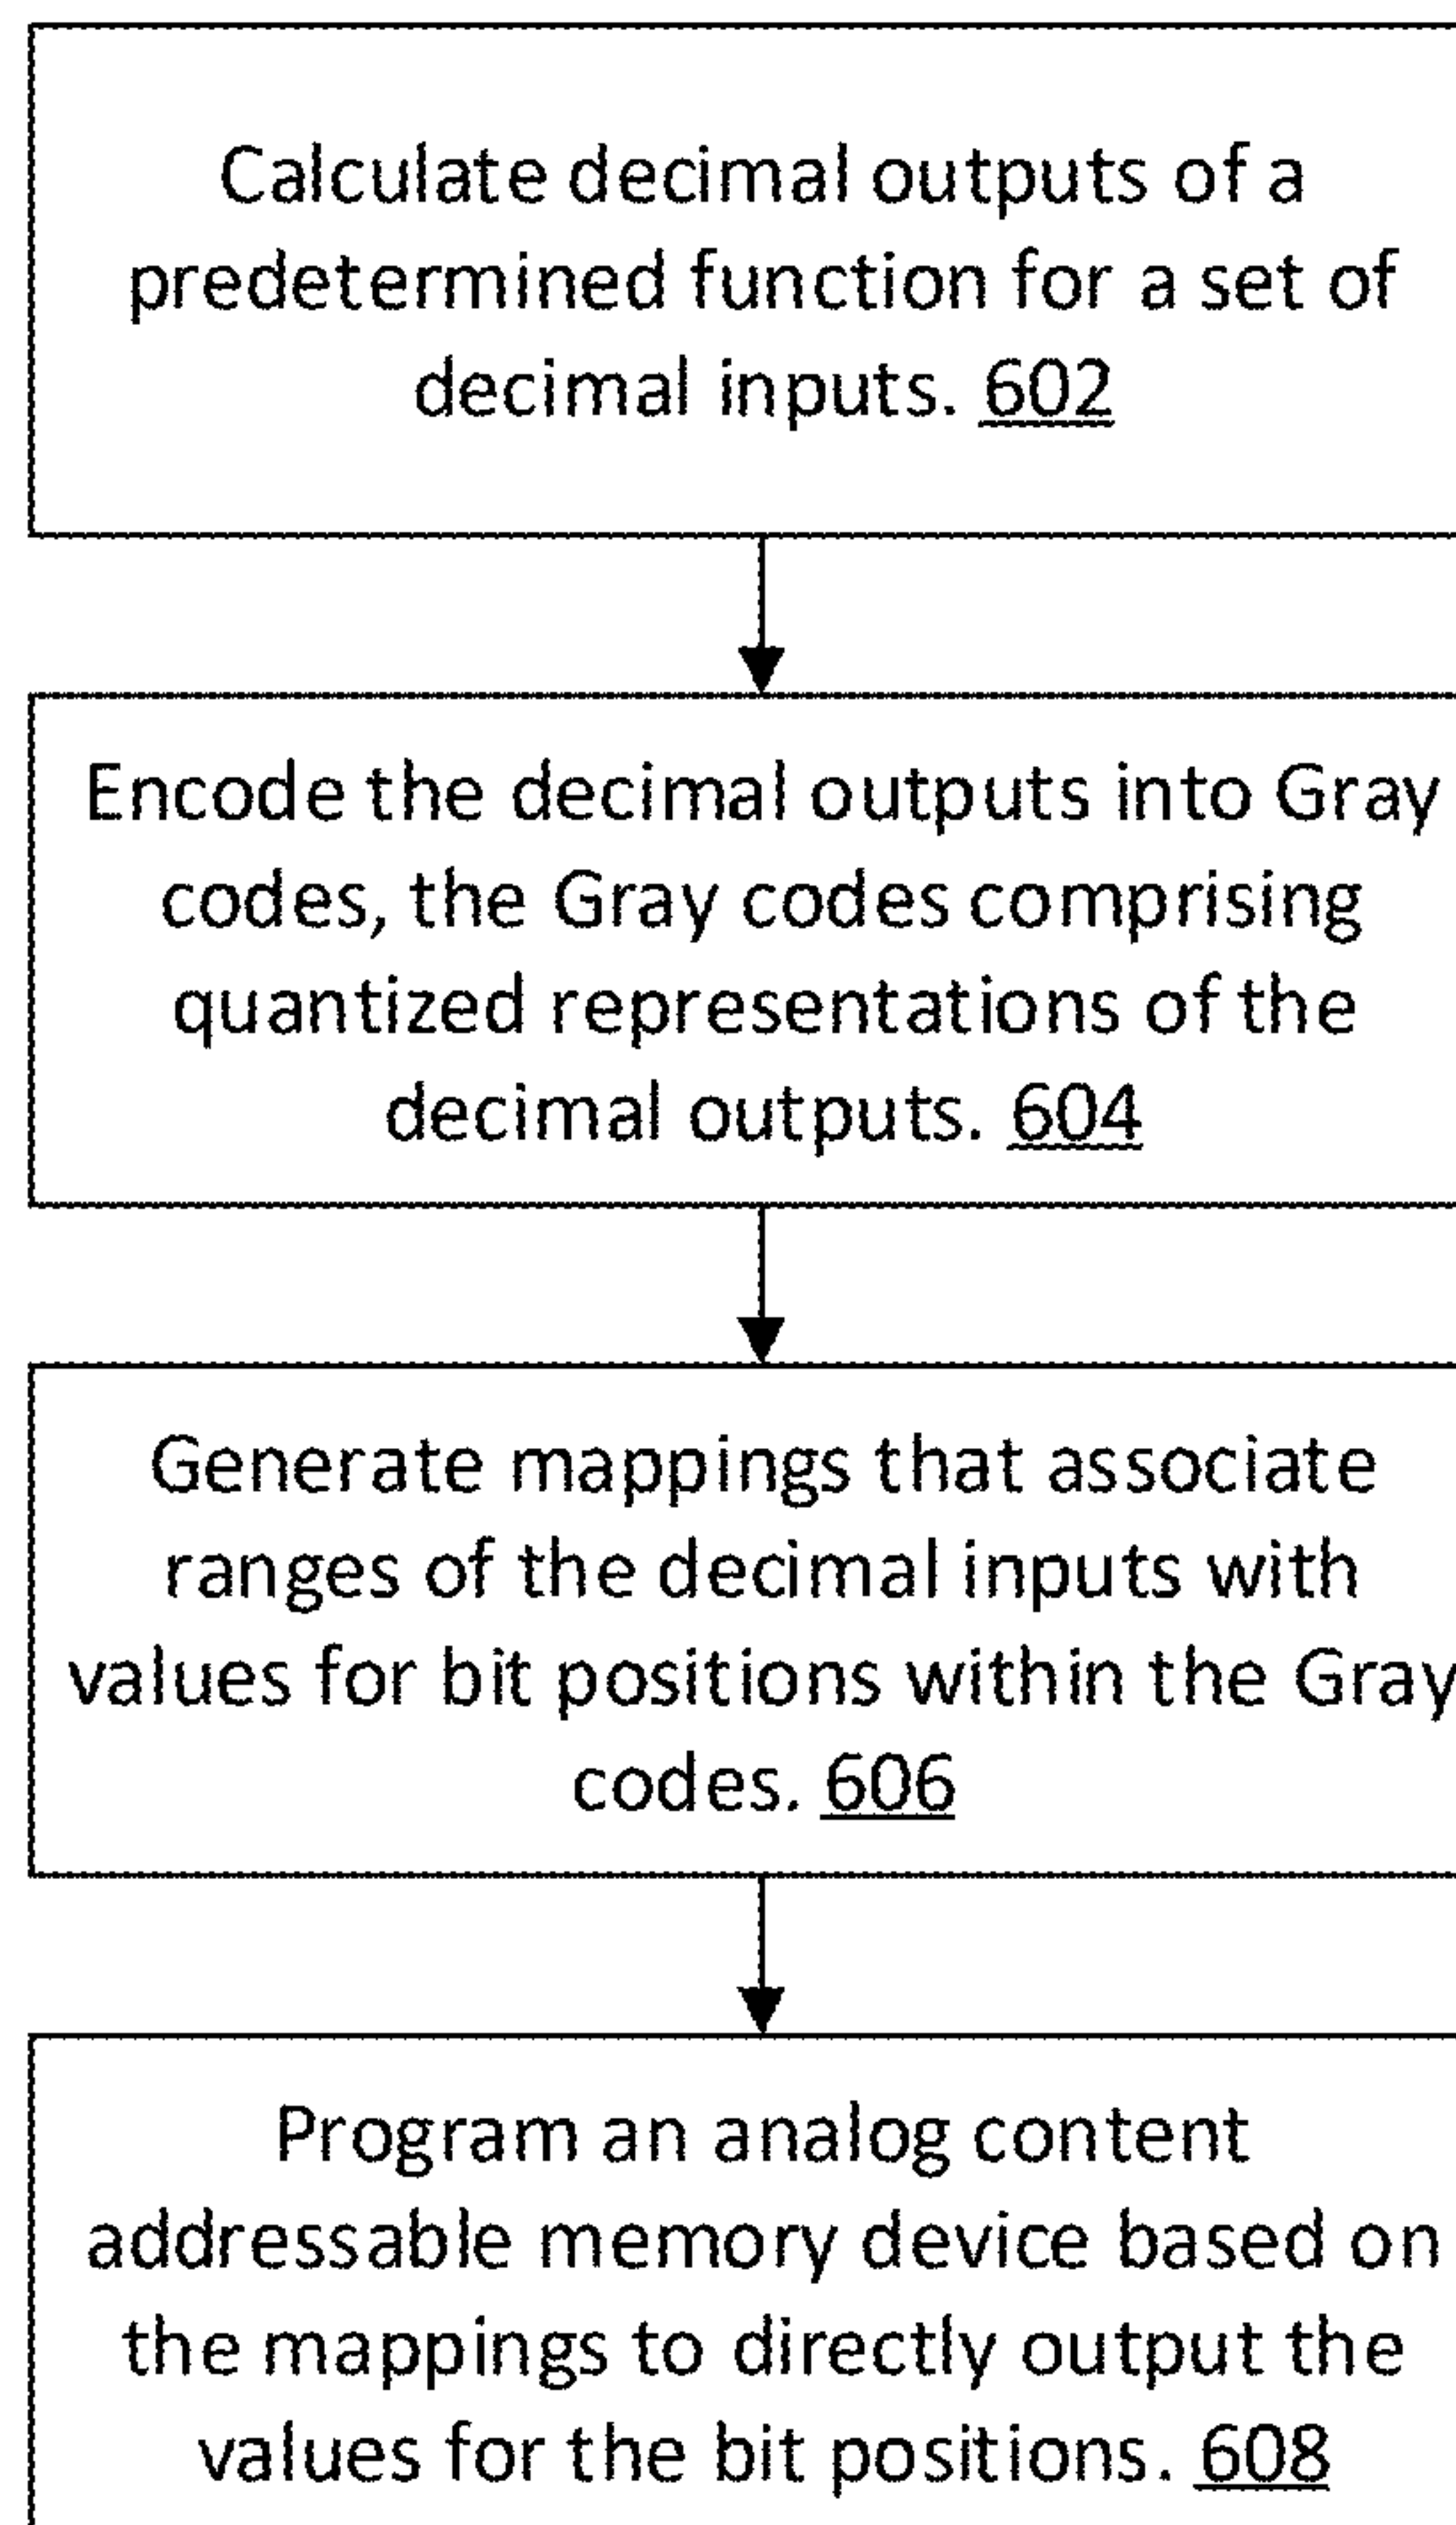 Calculate decimal outputs of a
predetermined function for a set of
decimal inputs. 602
Encode the decimal outputs into Gray
codes, the Gray codes comprising
quantized representations of the
decimal outputs. 604
Generate mappings that associate
ranges of the decimal inputs with
values for bit positions within the Gray
codes. 606
Program an analog content
addressable memory device based on
the mappings to directly output the
values for the bit positions. 608